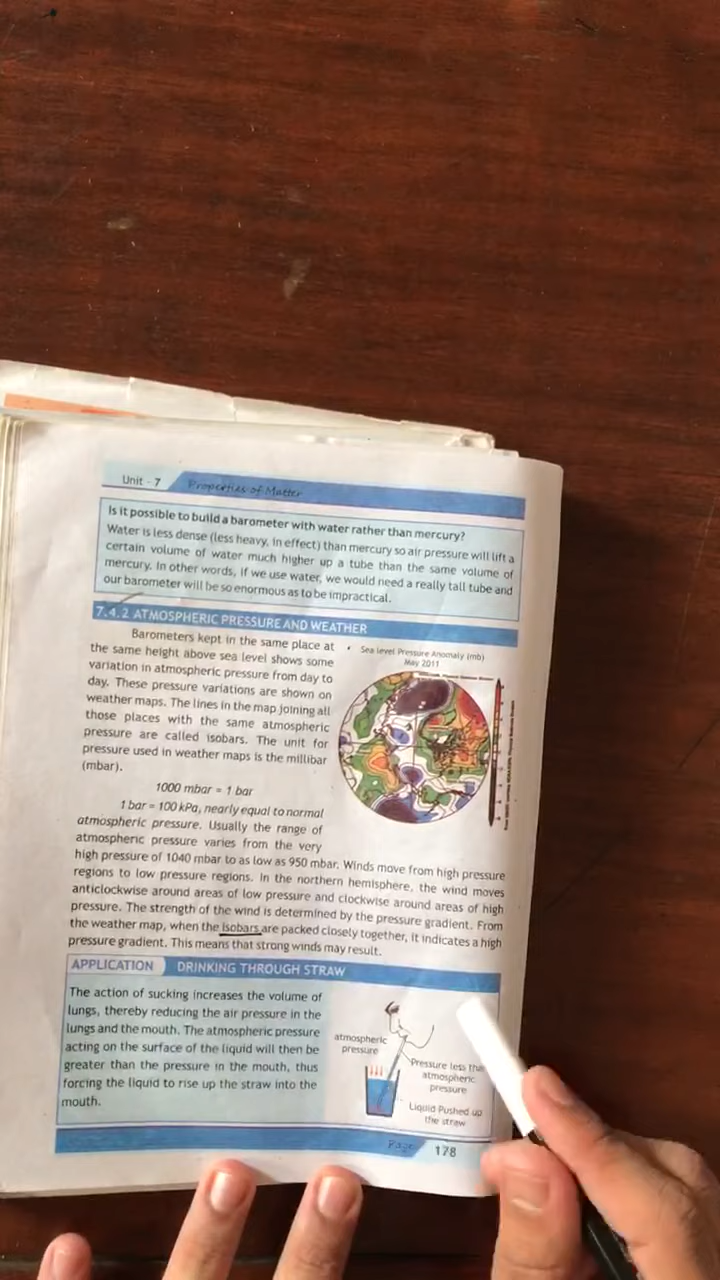 Unit - 7 Properties of Matter
Is it possible to build a barometer with water rather than mercury?
Water is less dense (less heavy, in effect) than mercury so air pressure will lift a
certain volume of water much higher up a tube than the same volume of
mercury. In other words, if we use water, we would need a really tall tube and
our barometer will be so enormous as to be impractical.
7.4.2 ATMOSPHERIC PRESSURE AND WEATHER
Barometers kept in the same place at
the same height above sea level shows some
variation in atmospheric pressure from day to
day. These pressure variations are shown on
weather maps. The lines in the map joining all
those places with the same atmospheric
pressure are called isobars. The unit for
pressure used in weather maps is the millibar
(mbar).
Sea level Pressure Anomaly (mb)
May 2011
1000 mbar = 1 bar
1 bar = 100 kPa, nearly equal to normal
atmospheric pressure. Usually the range of
atmospheric pressure varies from the very
high pressure of 1040 mbar to as low as 950 mbar. Winds move from high pressure
regions to low pressure regions. In the northern hemisphere, the wind moves
anticlockwise around areas of low pressure and clockwise around areas of high
pressure. The strength of the wind is determined by the pressure gradient. From
the weather map, when the isobars are packed closely together, it indicates a high
pressure gradient. This means that strong winds may result.
APPLICATION DRINKING THROUGH STRAW
The action of sucking increases the volume of
lungs, thereby reducing the air pressure in the
lungs and the mouth. The atmospheric pressure
acting on the surface of the liquid will then be
greater than the pressure in the mouth, thus
forcing the liquid to rise up the straw into the
mouth.
atmospheric
pressure
Pressure less tha
atmospheric
pressure
Liquid Pushed up
the straw
Page 178